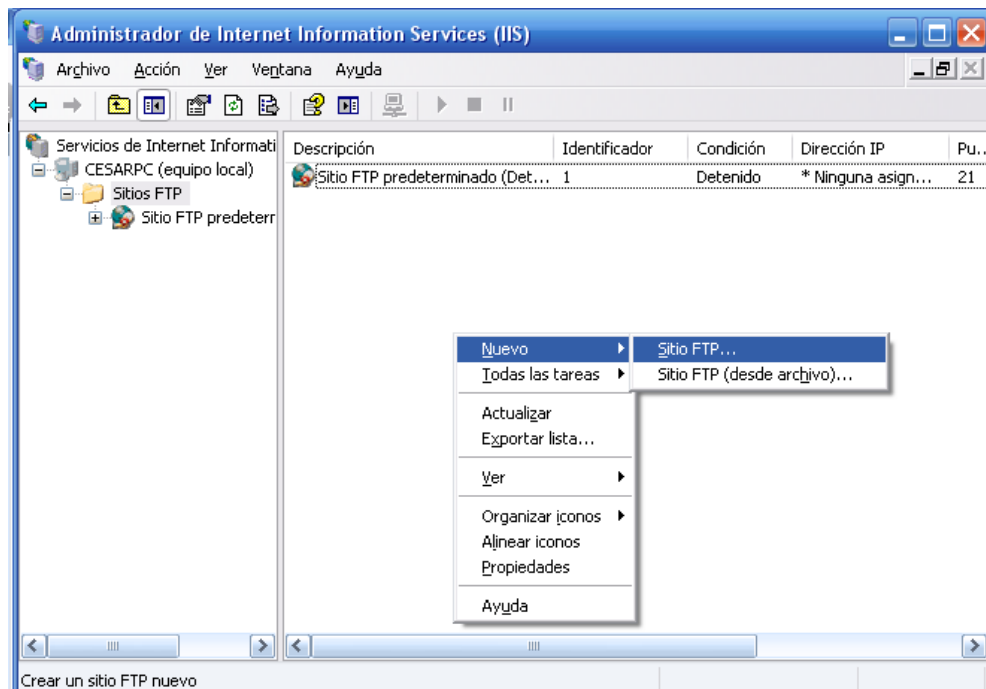 Administrador de Internet Information Services (IIS)
Archivo Acción Ver Ventana Ayuda
Servicios de Internet Informati
CESARPC (equipo local)
Sitios FTP
Sitio FTP predeterr
Descripción Identificador Condición Dirección IP Pu...
Sitio FTP predeterminado (Det... 1 Detenido * Ninguna asign... 21
Nuevo
Todas las tareas
Actualizar
Exportar lista...
Ver
Organizar iconos
Alinear iconos
Propiedades
Ayuda
Sitio FTP...
Sitio FTP (desde archivo)...
Crear un sitio FTP nuevo